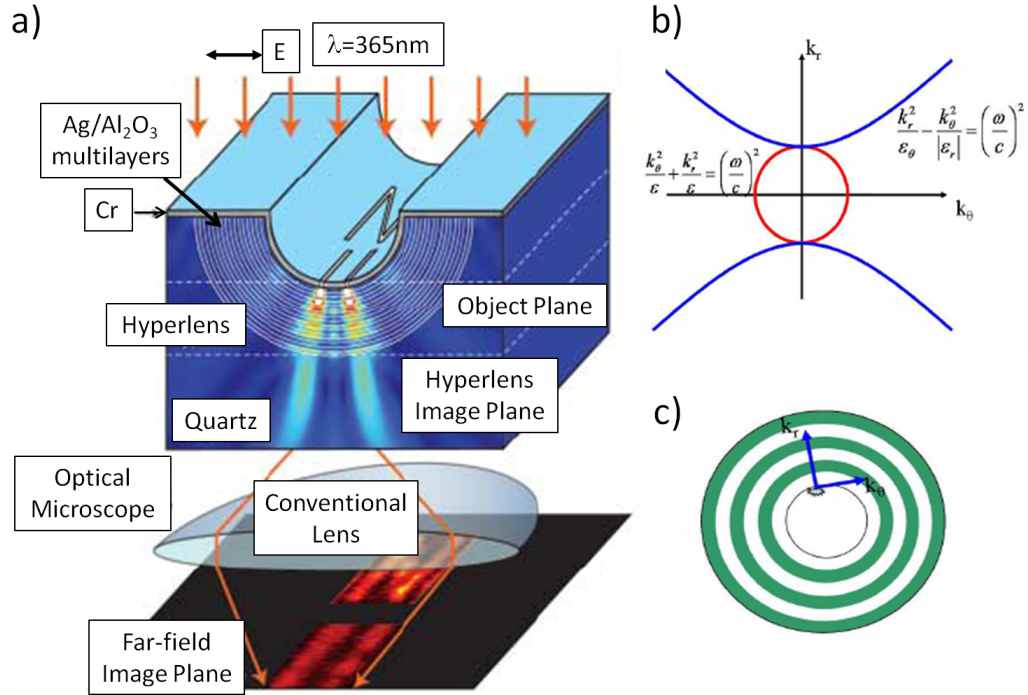 a)
E
λ=365nm
Ag/Al₂O₃
multilayers
Cr
Hyperlens
Object Plane
Hyperlens
Image Plane
Quartz
Optical
Microscope
Conventional
Lens
Far-field
Image Plane
b)
kᵣ
kᵣ²/εθ - kθ²/|εᵣ| = (ω/c)²
kθ²/ε + kᵣ²/ε = (ω/c)²
kθ
c)
kᵣ
kθ